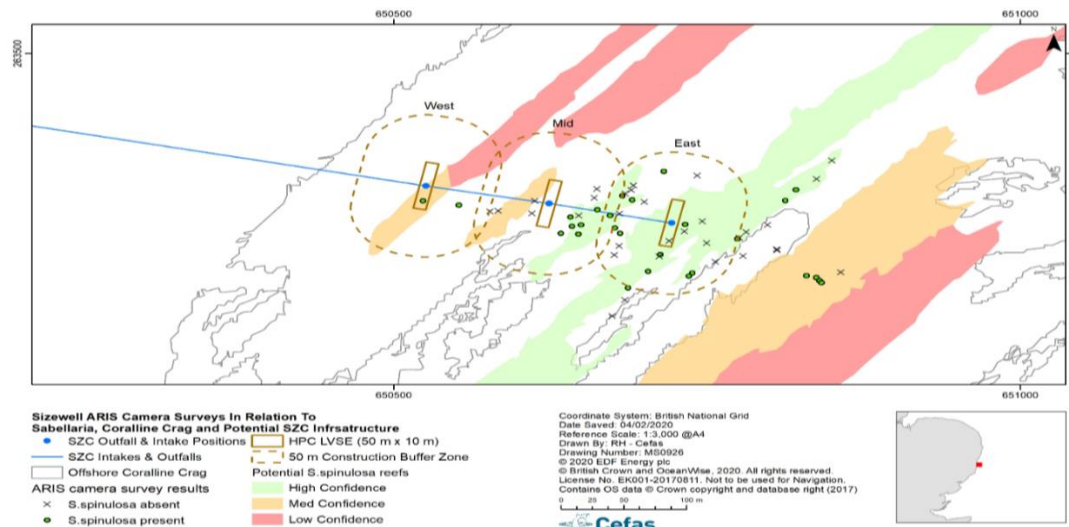 650500
651000
263500
West
Mid
East
650500
651000
Sizewell ARIS Camera Surveys In Relation To
Sabellaria, Coralline Crag and Potential SZC Infrsatructure
SZC Outfall & Intake Positions
SZC Intakes & Outfalls
Offshore Coralline Crag
ARIS camera survey results
S.spinulosa absent
S.spinulosa present
HPC LVSE (50 m x 10 m)
50 m Construction Buffer Zone
Potential S.spinulosa reefs
High Confidence
Med Confidence
Low Confidence
Coordinate System: British National Grid
Date Saved: 04/02/2020
Reference Scale: 1:3,000 @A4
Drawn By: RH - Cefas
Drawing Number: MS0926
© 2020 EDF Energy plc
© British Crown and OceanWise, 2020. All rights reserved.
License No. EK001-20170811. Not to be used for Navigation.
Contains OS data © Crown copyright and database right (2017)
0 25 50 100 m
Cefas